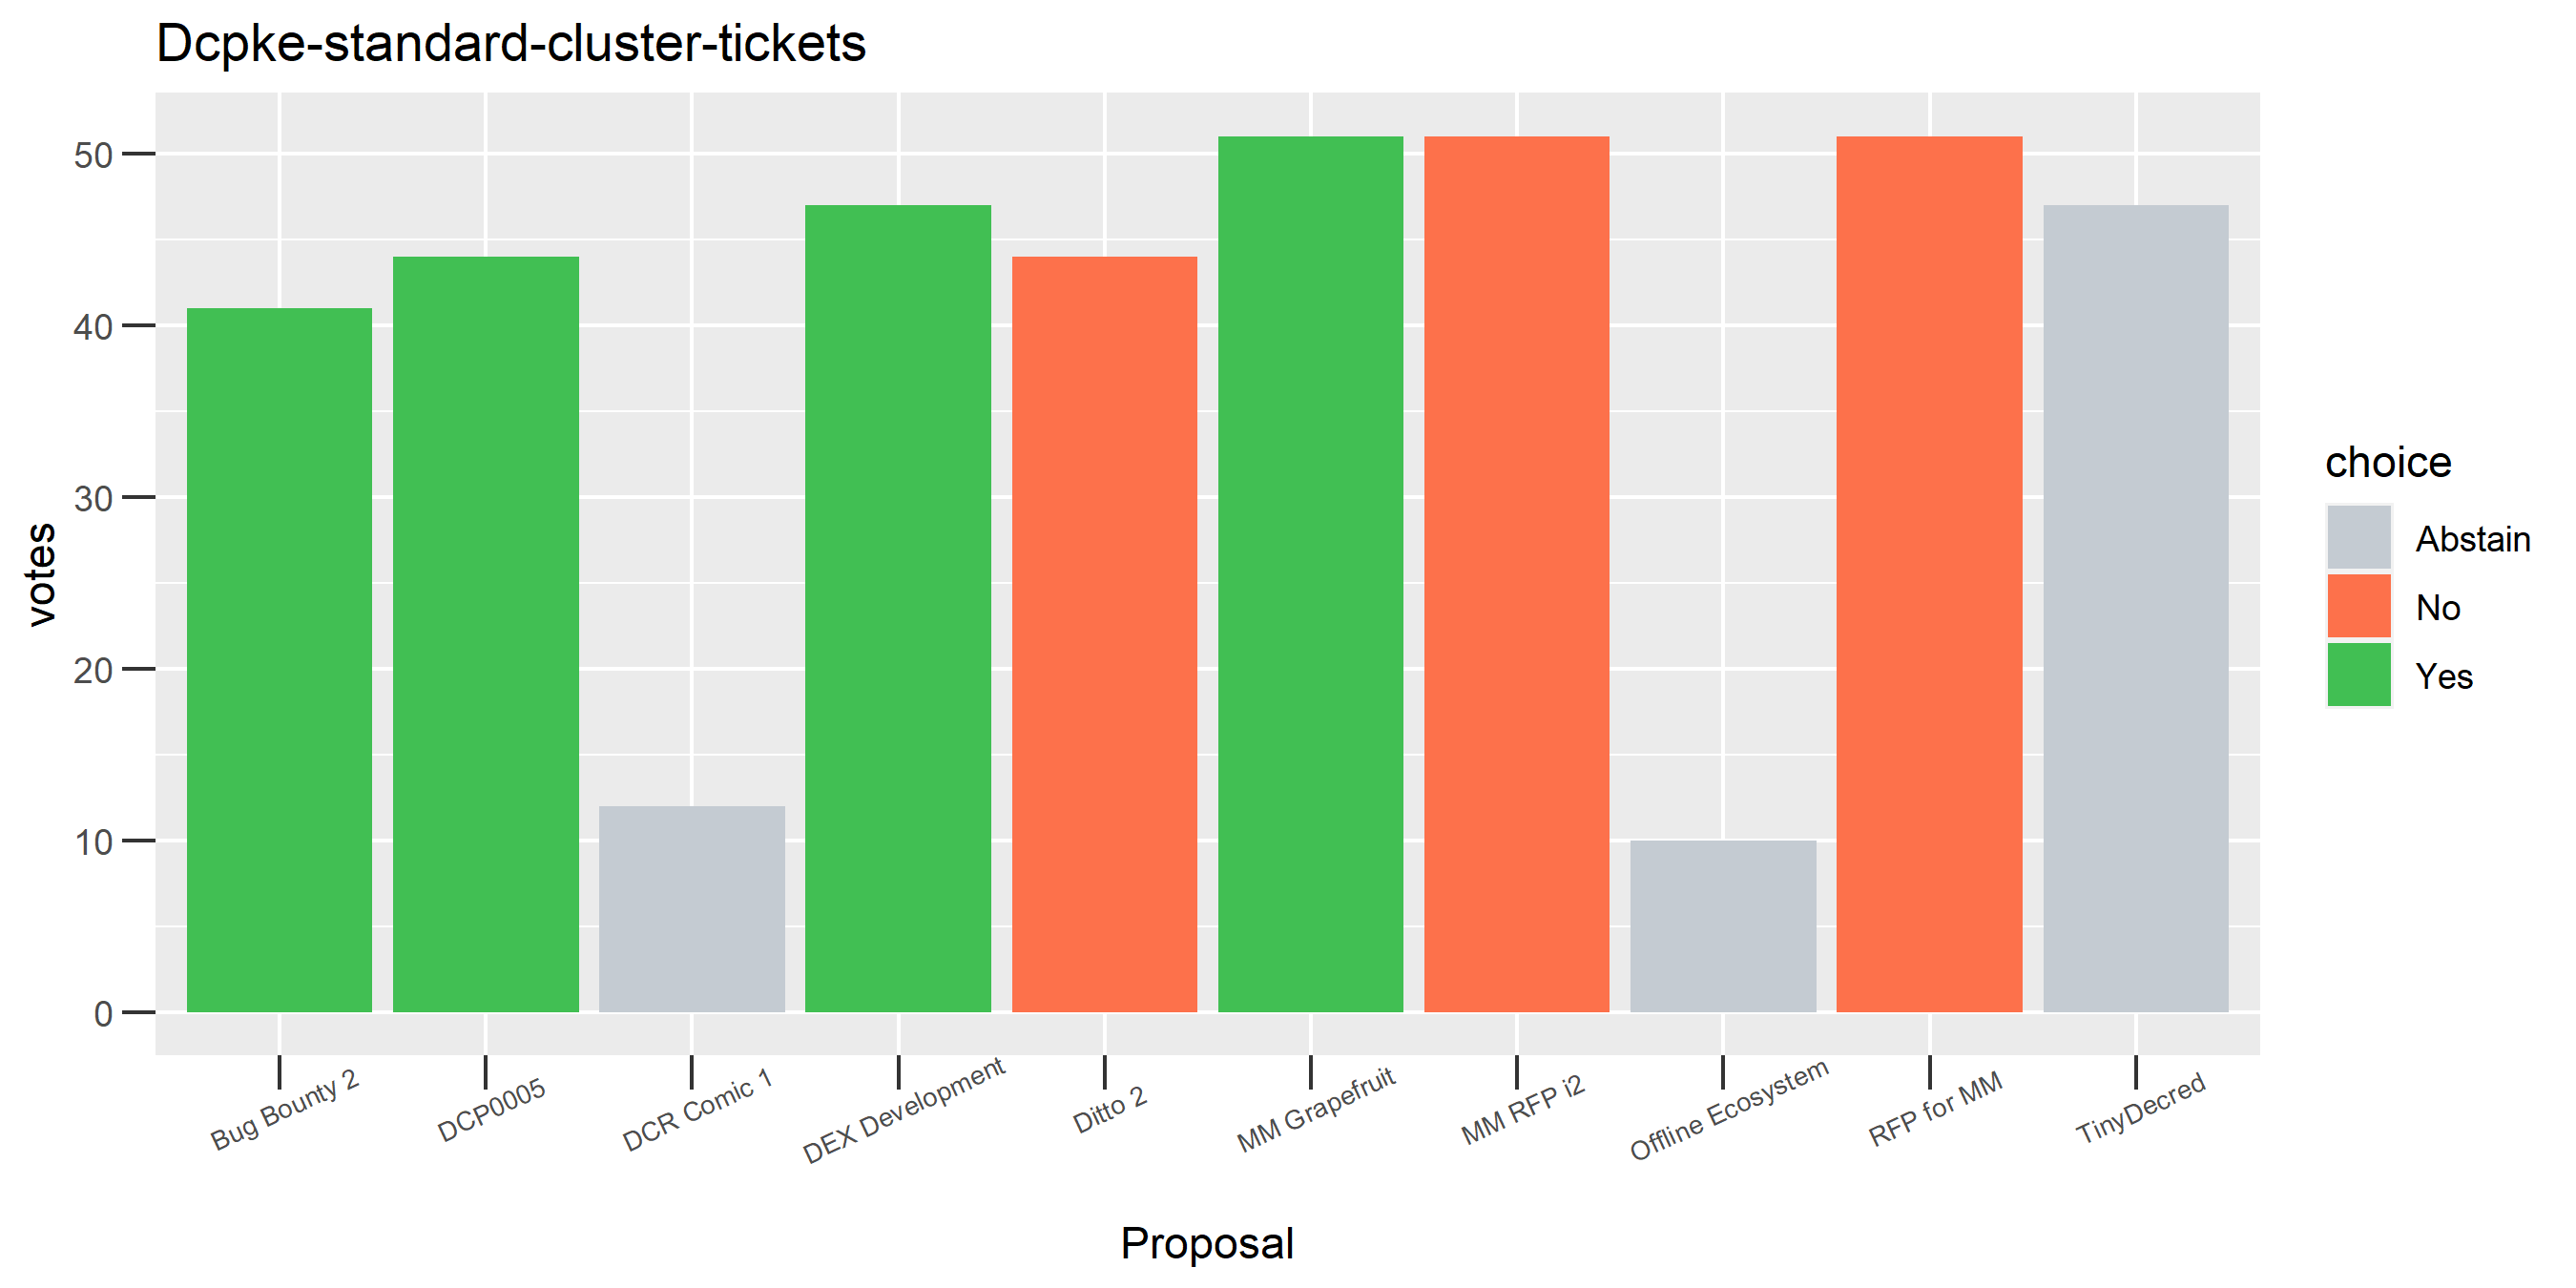 Dcpke-standard-cluster-tickets
votes
50
40
30
20
10
0
Bug Bounty 2
DCP0005
DCR Comic 1
DEX Development
Ditto 2
MM Grapefruit
MM RFP i2
Offline Ecosystem
RFP for MM
TinyDecred
Proposal
choice
Abstain
No
Yes